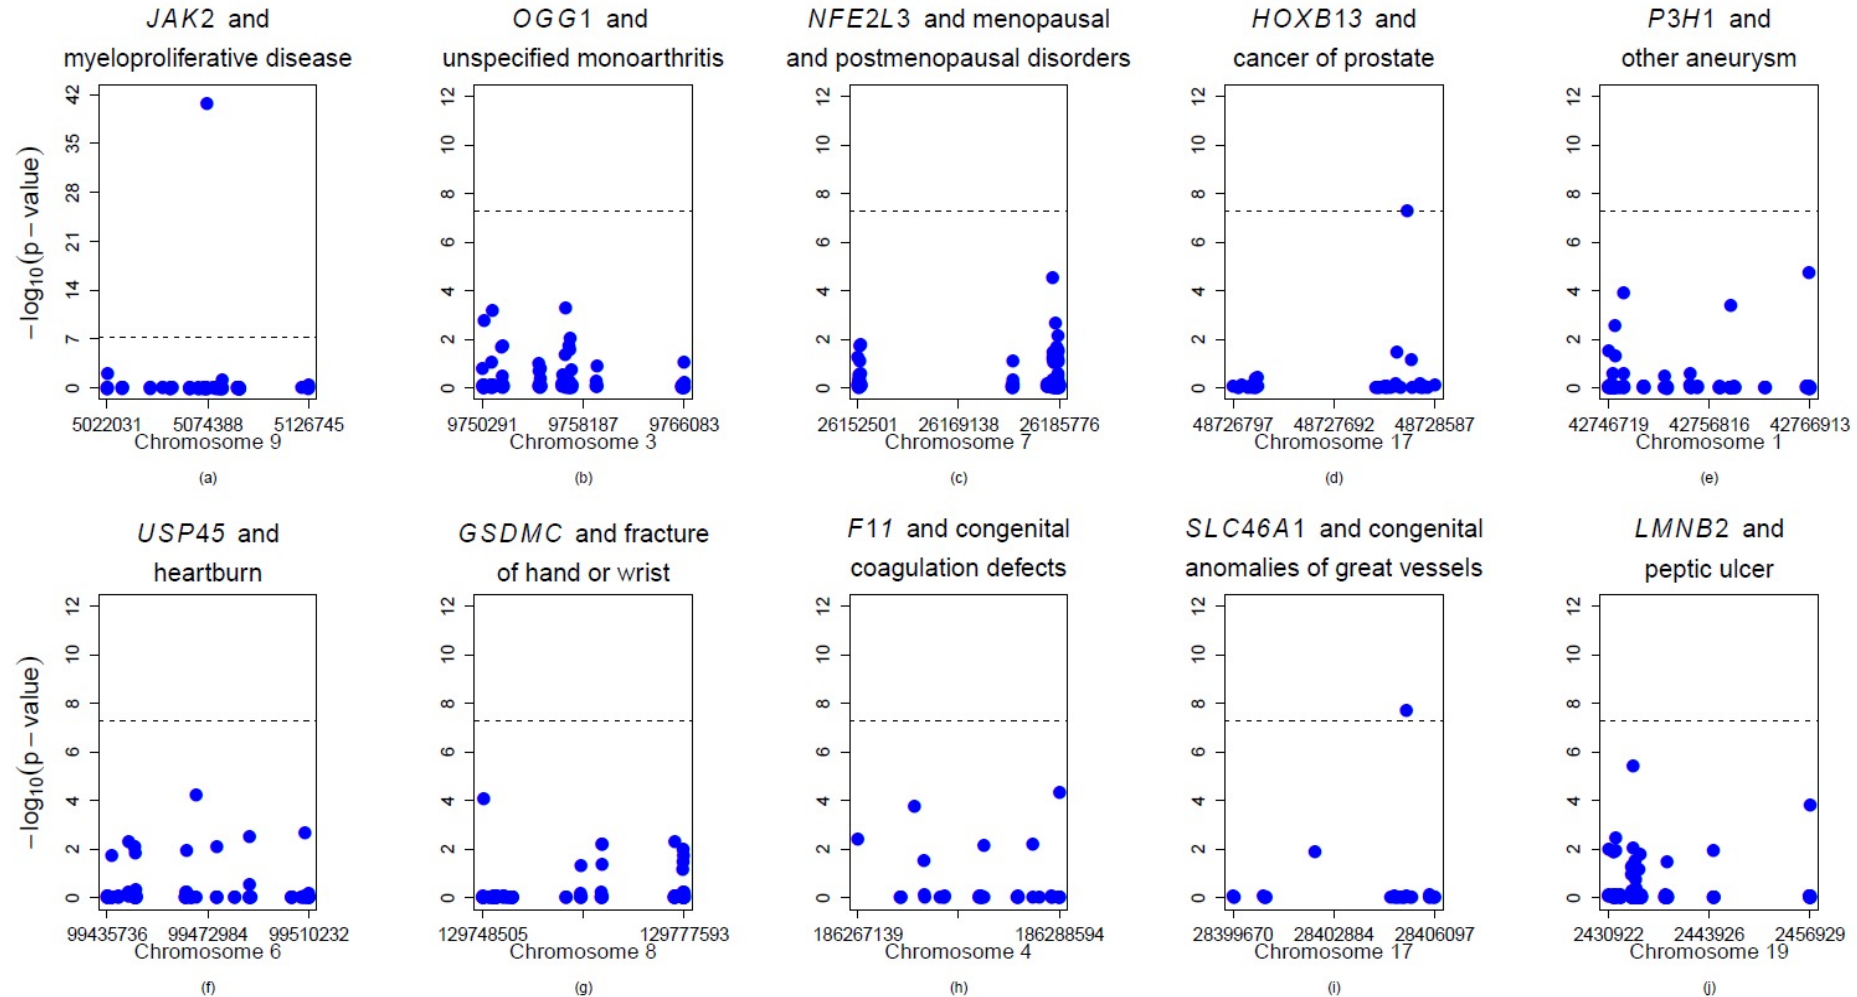 JAK2 and
myeloproliferative disease
OGG1 and
unspecified monoarthritis
NFE2L3 and menopausal
and postmenopausal disorders
HOXB13 and
cancer of prostate
P3H1 and
other aneurysm
−log10(p − value)
42
35
28
21
14
7
0
5022031 5074388 5126745
Chromosome 9
(a)
12
10
8
6
4
2
0
9750291 9758187 9766083
Chromosome 3
(b)
12
10
8
6
4
2
0
26152501 26169138 26185776
Chromosome 7
(c)
12
10
8
6
4
2
0
48726797 48727692 48728587
Chromosome 17
(d)
12
10
8
6
4
2
0
42746719 42756816 42766913
Chromosome 1
(e)
USP45 and
heartburn
GSDMC and fracture
of hand or wrist
F11 and congenital
coagulation defects
SLC46A1 and congenital
anomalies of great vessels
LMNB2 and
peptic ulcer
−log10(p − value)
12
10
8
6
4
2
0
99435736 99472984 99510232
Chromosome 6
(f)
12
10
8
6
4
2
0
129748505 129777593
Chromosome 8
(g)
12
10
8
6
4
2
0
186267139 186288594
Chromosome 4
(h)
12
10
8
6
4
2
0
28399670 28402884 28406097
Chromosome 17
(i)
12
10
8
6
4
2
0
2430922 2443926 2456929
Chromosome 19
(j)